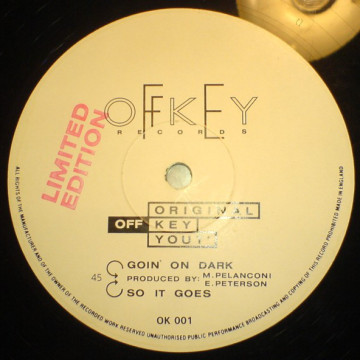 OFFKEY
RECORDS
LIMITED
EDITION
ORIGINAL
OFF KEY
YOUT'
GOIN' ON DARK
45 PRODUCED BY: M. PELANCONI
E. PETERSON
SO IT GOES
OK 001
ALL RIGHTS OF THE MANUFACTURER AND OF THE OWNER OF THE RECORDED WORK RESERVED UNAUTHORISED PUBLIC PERFORMANCE BROADCASTING AND COPYING OF THIS RECORD PROHIBITED MADE IN ENGLAND